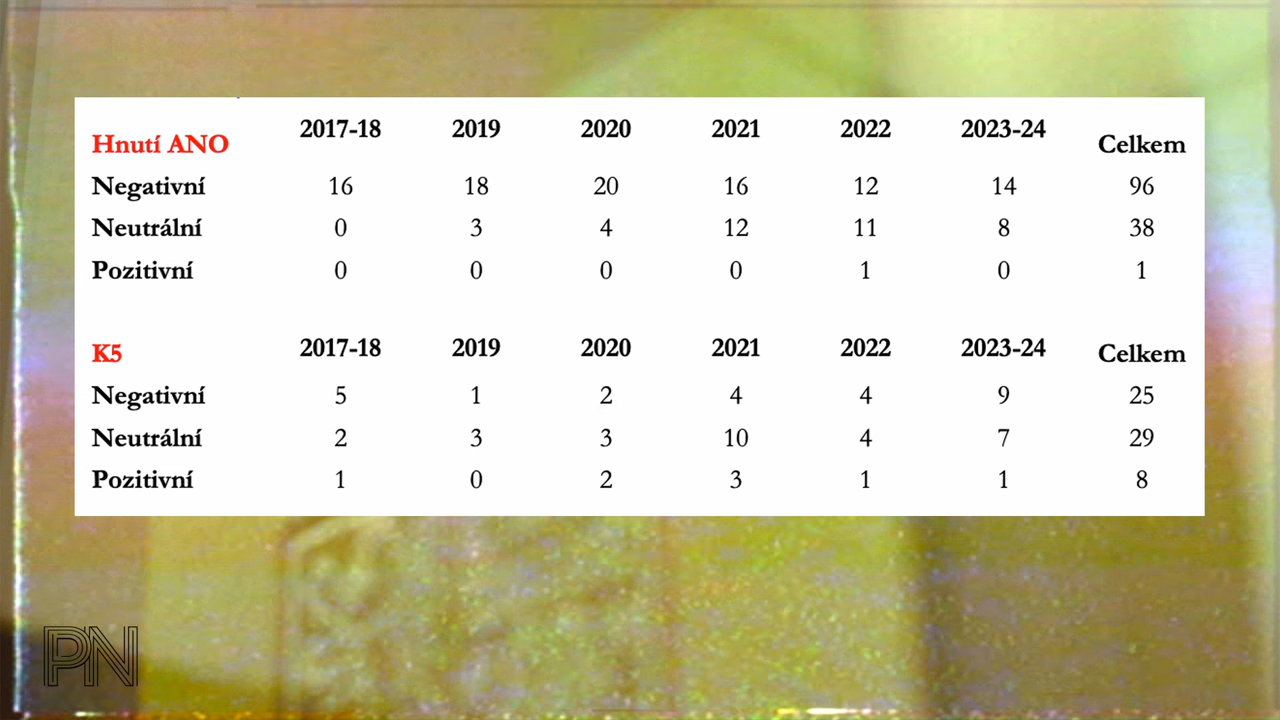 Hnutí ANO 2017-18 2019 2020 2021 2022 2023-24 Celkem
Negativní 16 18 20 16 12 14 96
Neutrální 0 3 4 12 11 8 38
Pozitivní 0 0 0 0 1 0 1
K5 2017-18 2019 2020 2021 2022 2023-24 Celkem
Negativní 5 1 2 4 4 9 25
Neutrální 2 3 3 10 4 7 29
Pozitivní 1 0 2 3 1 1 8
PN